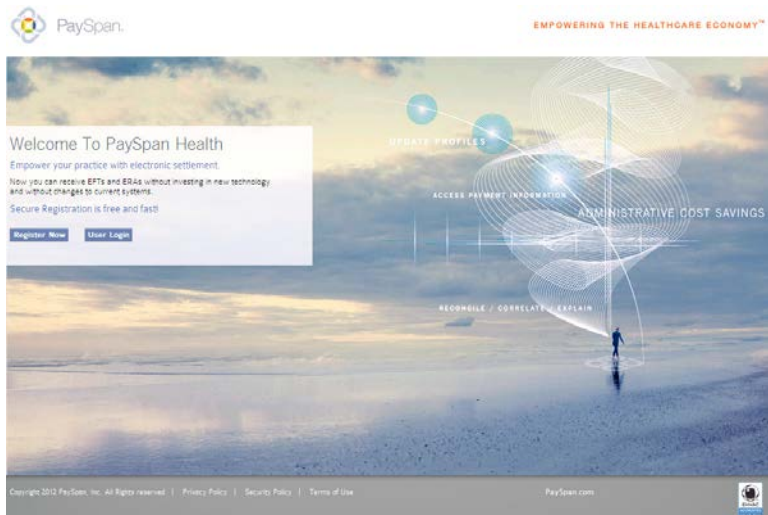 PaySpan.
EMPOWERING THE HEALTHCARE ECONOMY™
Welcome To PaySpan Health
Empower your practice with electronic settlement.
Now you can receive EFTs and ERAs without investing in new technology
and without changes to current systems.
Secure Registration is free and fast!
Register Now User Login
UPDATE PROFILES
ACCESS PAYMENT INFORMATION
ADMINISTRATIVE COST SAVINGS
RECONCILE / CORRELATE / EXPLAIN
Copyright 2012 PaySpan, Inc. All Rights reserved | Privacy Policy | Security Policy | Terms of Use
PaySpan.com